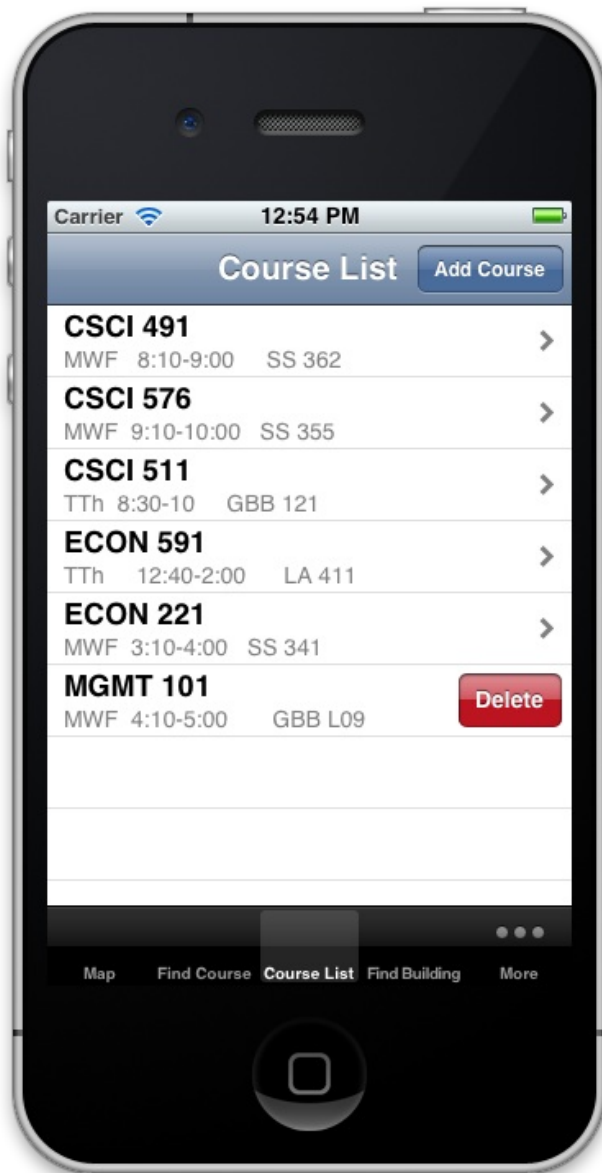 Carrier 12:54 PM
Course List Add Course
CSCI 491
MWF 8:10-9:00 SS 362
CSCI 576
MWF 9:10-10:00 SS 355
CSCI 511
TTh 8:30-10 GBB 121
ECON 591
TTh 12:40-2:00 LA 411
ECON 221
MWF 3:10-4:00 SS 341
MGMT 101
MWF 4:10-5:00 GBB L09
Delete
Map Find Course Course List Find Building More